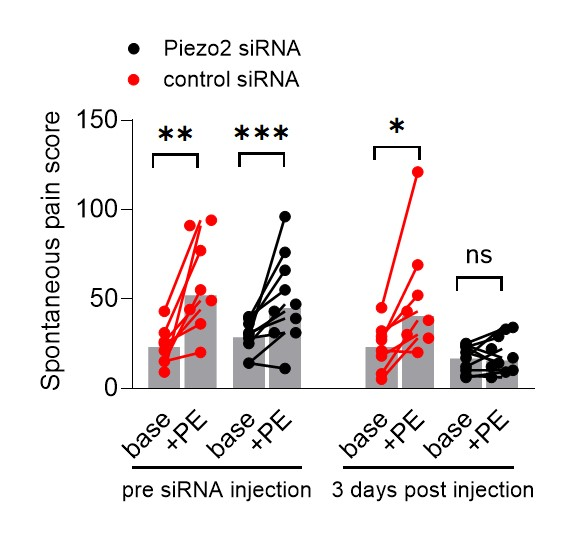 Piezo2 siRNA
control siRNA
Spontaneous pain score
150
100
50
0
** *** * ns
base +PE base +PE base +PE base +PE
pre siRNA injection 3 days post injection